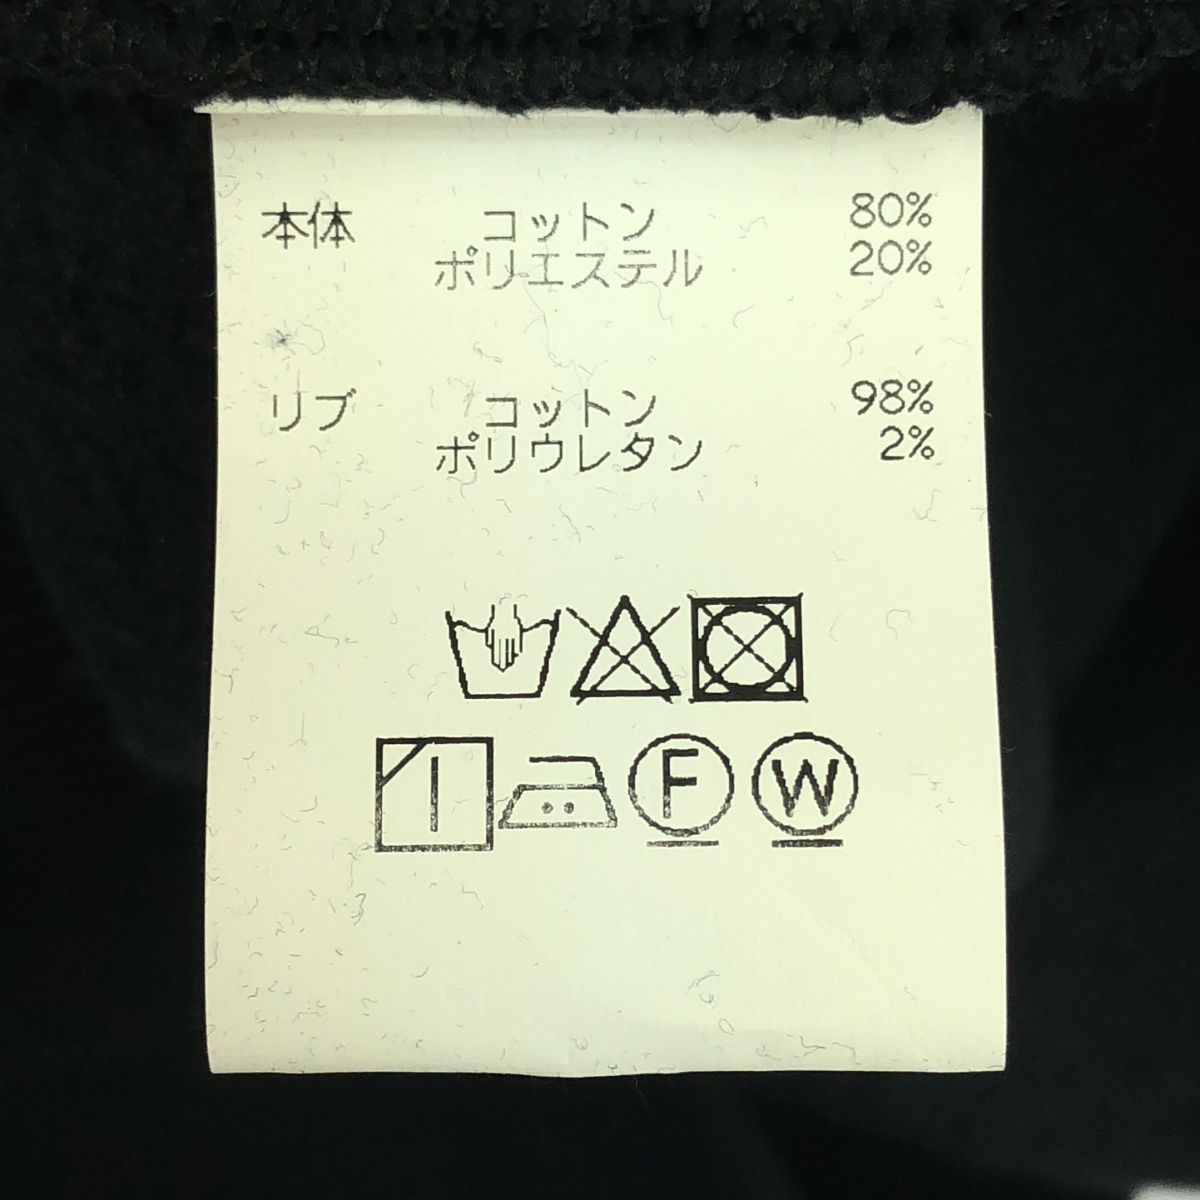 本体 コットン 80%
ポリエステル 20%
リブ コットン 98%
ポリウレタン 2%
F W